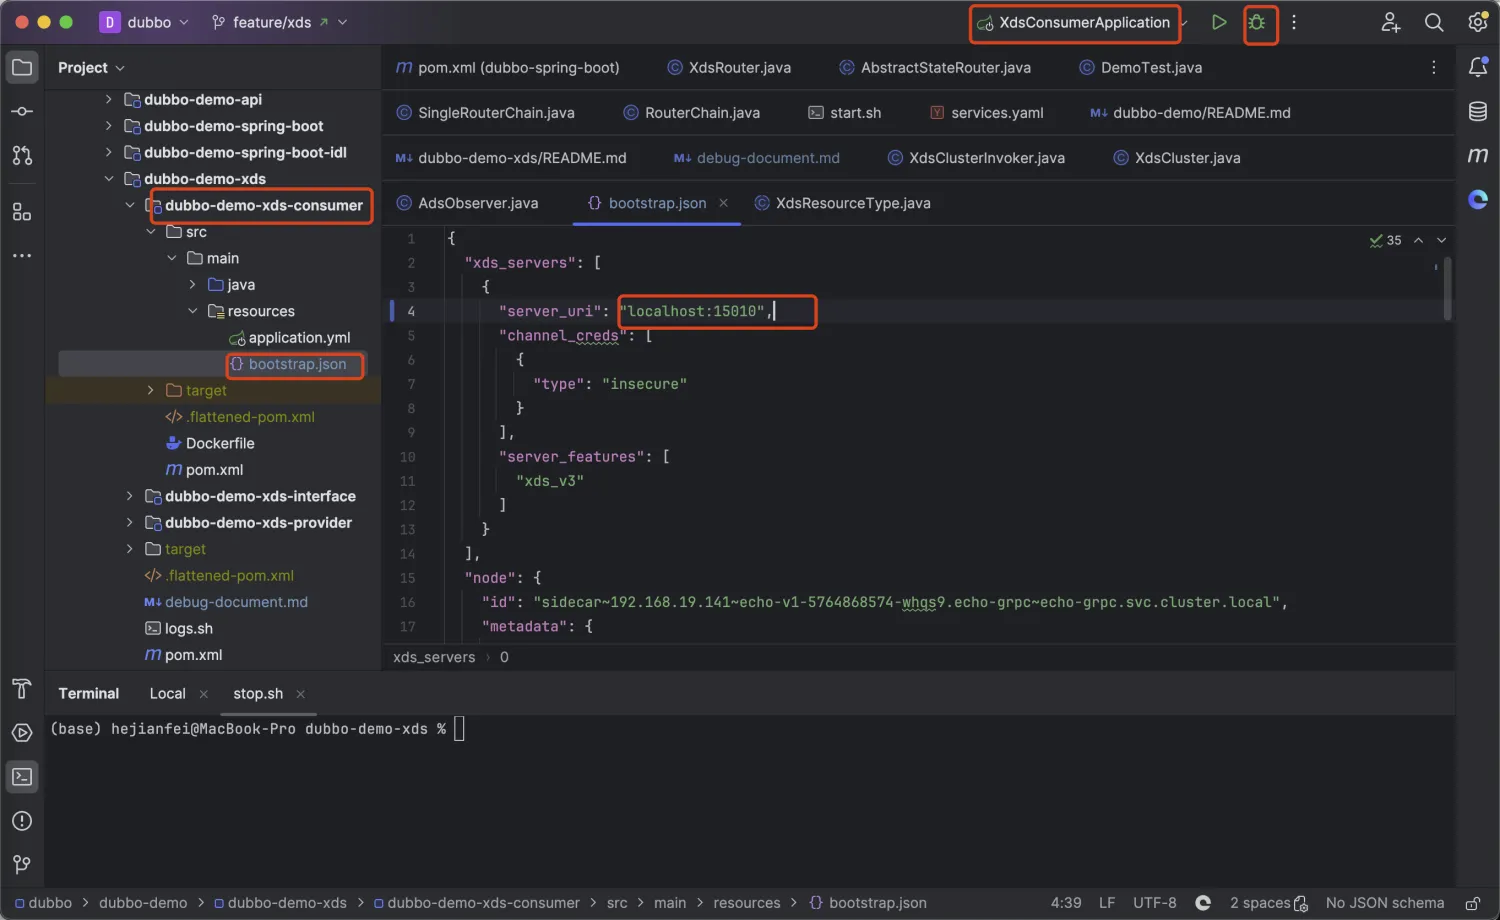 D dubbo feature/xds XdsConsumerApplication
Project
dubbo-demo-api
dubbo-demo-spring-boot
dubbo-demo-spring-boot-idl
dubbo-demo-xds
dubbo-demo-xds-consumer
src
main
java
resources
application.yml
{} bootstrap.json
target
</> .flattened-pom.xml
Dockerfile
m pom.xml
dubbo-demo-xds-interface
dubbo-demo-xds-provider
target
</> .flattened-pom.xml
M↓ debug-document.md
logs.sh
m pom.xml
m pom.xml (dubbo-spring-boot) C XdsRouter.java C AbstractStateRouter.java C DemoTest.java
C SingleRouterChain.java C RouterChain.java start.sh Y services.yaml M↓ dubbo-demo/README.md
M↓ dubbo-demo-xds/README.md M↓ debug-document.md C XdsClusterInvoker.java C XdsCluster.java
C AdsObserver.java {} bootstrap.json C XdsResourceType.java
35
1 {
2 "xds_servers": [
3 {
4 "server_uri": "localhost:15010",
5 "channel_creds": [
6 {
7 "type": "insecure"
8 }
9 ],
10 "server_features": [
11 "xds_v3"
12 ]
13 }
14 ],
15 "node": {
16 "id": "sidecar~192.168.19.141~echo-v1-5764868574-whqs9.echo-grpc~echo-grpc.svc.cluster.local",
17 "metadata": {
xds_servers › 0
m
Terminal Local stop.sh
(base) hejianfei@MacBook-Pro dubbo-demo-xds %
dubbo > dubbo-demo > dubbo-demo-xds > dubbo-demo-xds-consumer > src > main > resources > {} bootstrap.json 4:39 LF UTF-8 2 spaces No JSON schema